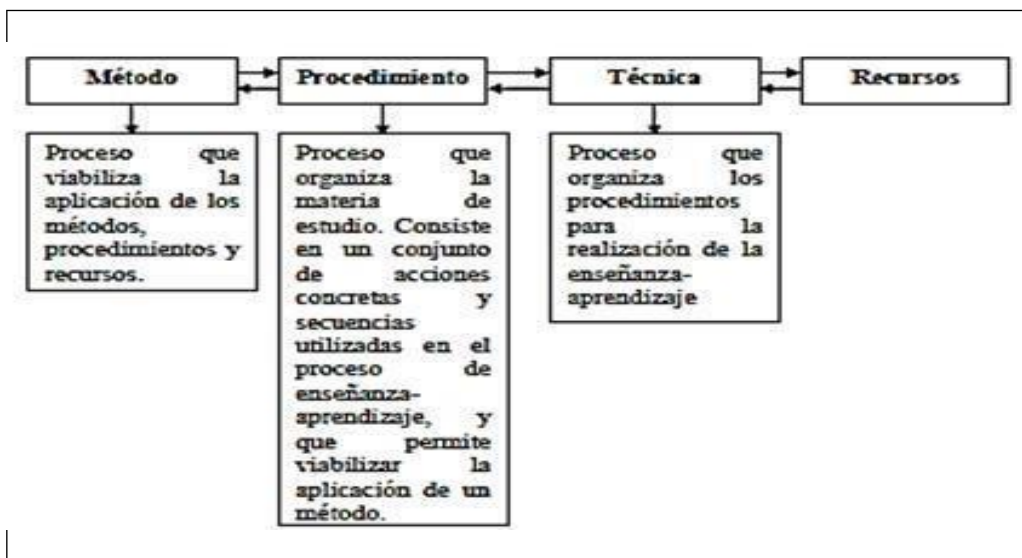 Método
Procedimiento
Técnica
Recursos
Proceso que
viabiliza la
aplicación de los
métodos,
procedimientos y
recursos.
Proceso que
organiza la
materia de
estudio. Consiste
en un conjunto
de acciones
concretas y
secuencias
utilizadas en el
proceso de
enseñanza-
aprendizaje, y
que permite
viabilizar la
aplicación de un
método.
Proceso que
organiza los
procedimientos
para la
realización de la
enseñanza-
aprendizaje